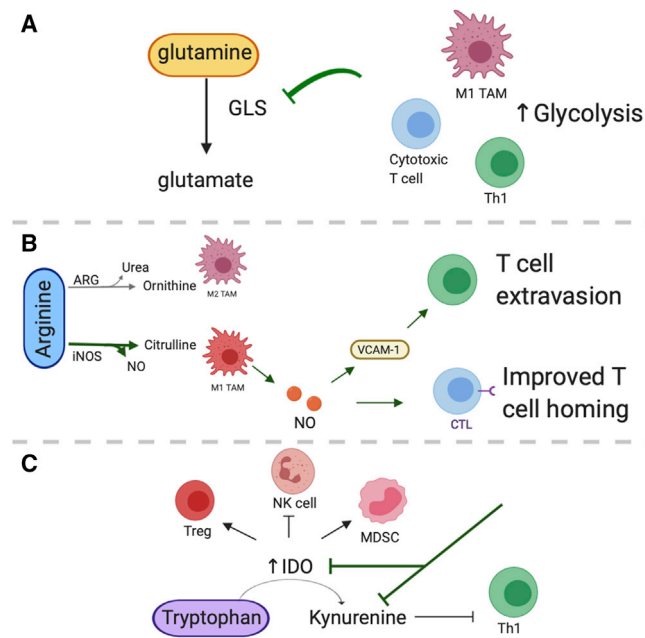 A
glutamine
GLS
glutamate
M1 TAM
↑Glycolysis
Cytotoxic
T cell
Th1
B
Arginine
ARG
Urea
Ornithine
M2 TAM
iNOS
Citrulline
NO
M1 TAM
NO
VCAM-1
T cell
extravasion
CTL
Improved T
cell homing
C
Treg
NK cell
MDSC
↑IDO
Tryptophan
Kynurenine
Th1